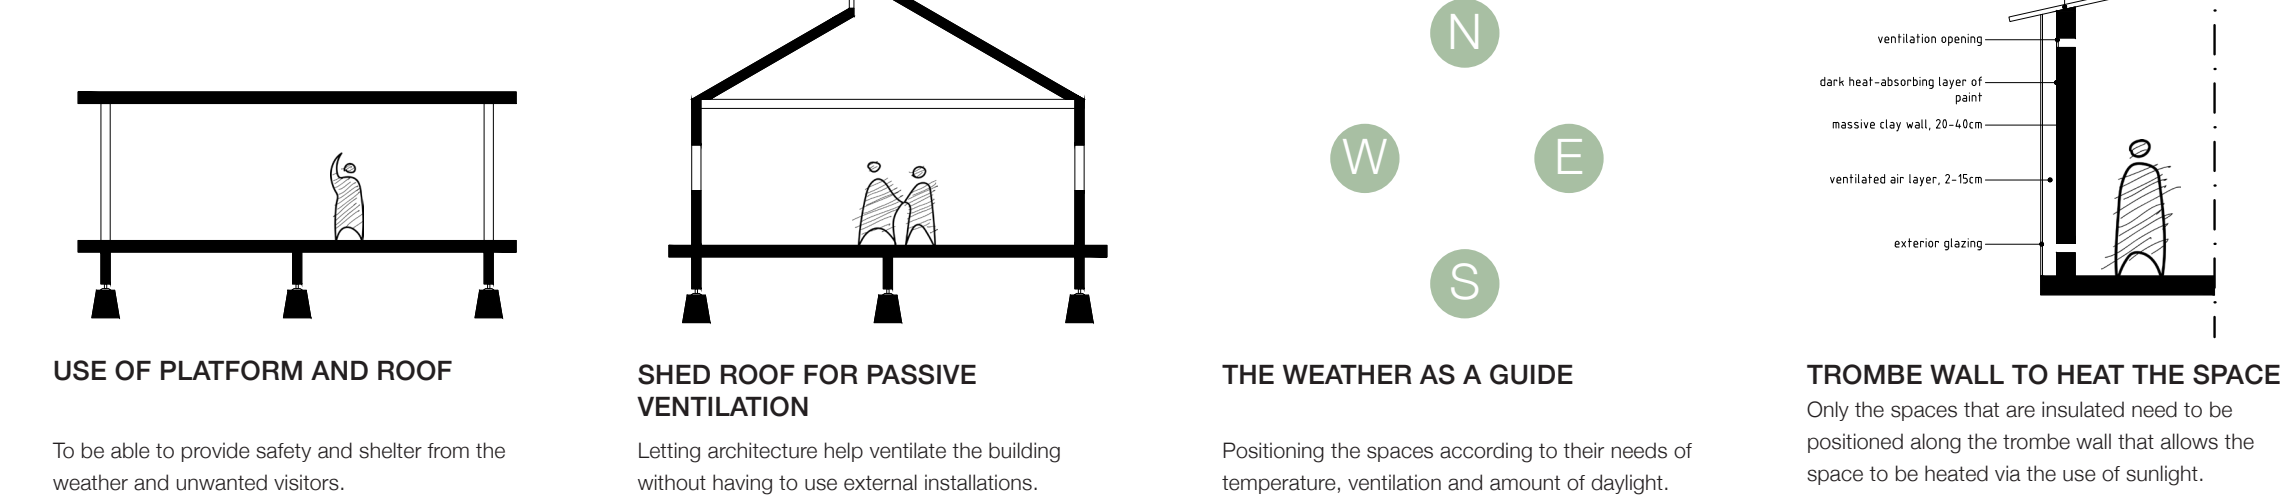 USE OF PLATFORM AND ROOF
To be able to provide safety and shelter from the
weather and unwanted visitors.
SHED ROOF FOR PASSIVE
VENTILATION
Letting architecture help ventilate the building
without having to use external installations.
N
W
E
S
THE WEATHER AS A GUIDE
Positioning the spaces according to their needs of
temperature, ventilation and amount of daylight.
ventilation opening
dark heat-absorbing layer of
paint
massive clay wall, 20-40cm
ventilated air layer, 2-15cm
exterior glazing
TROMBE WALL TO HEAT THE SPACE
Only the spaces that are insulated need to be
positioned along the trombe wall that allows the
space to be heated via the use of sunlight.